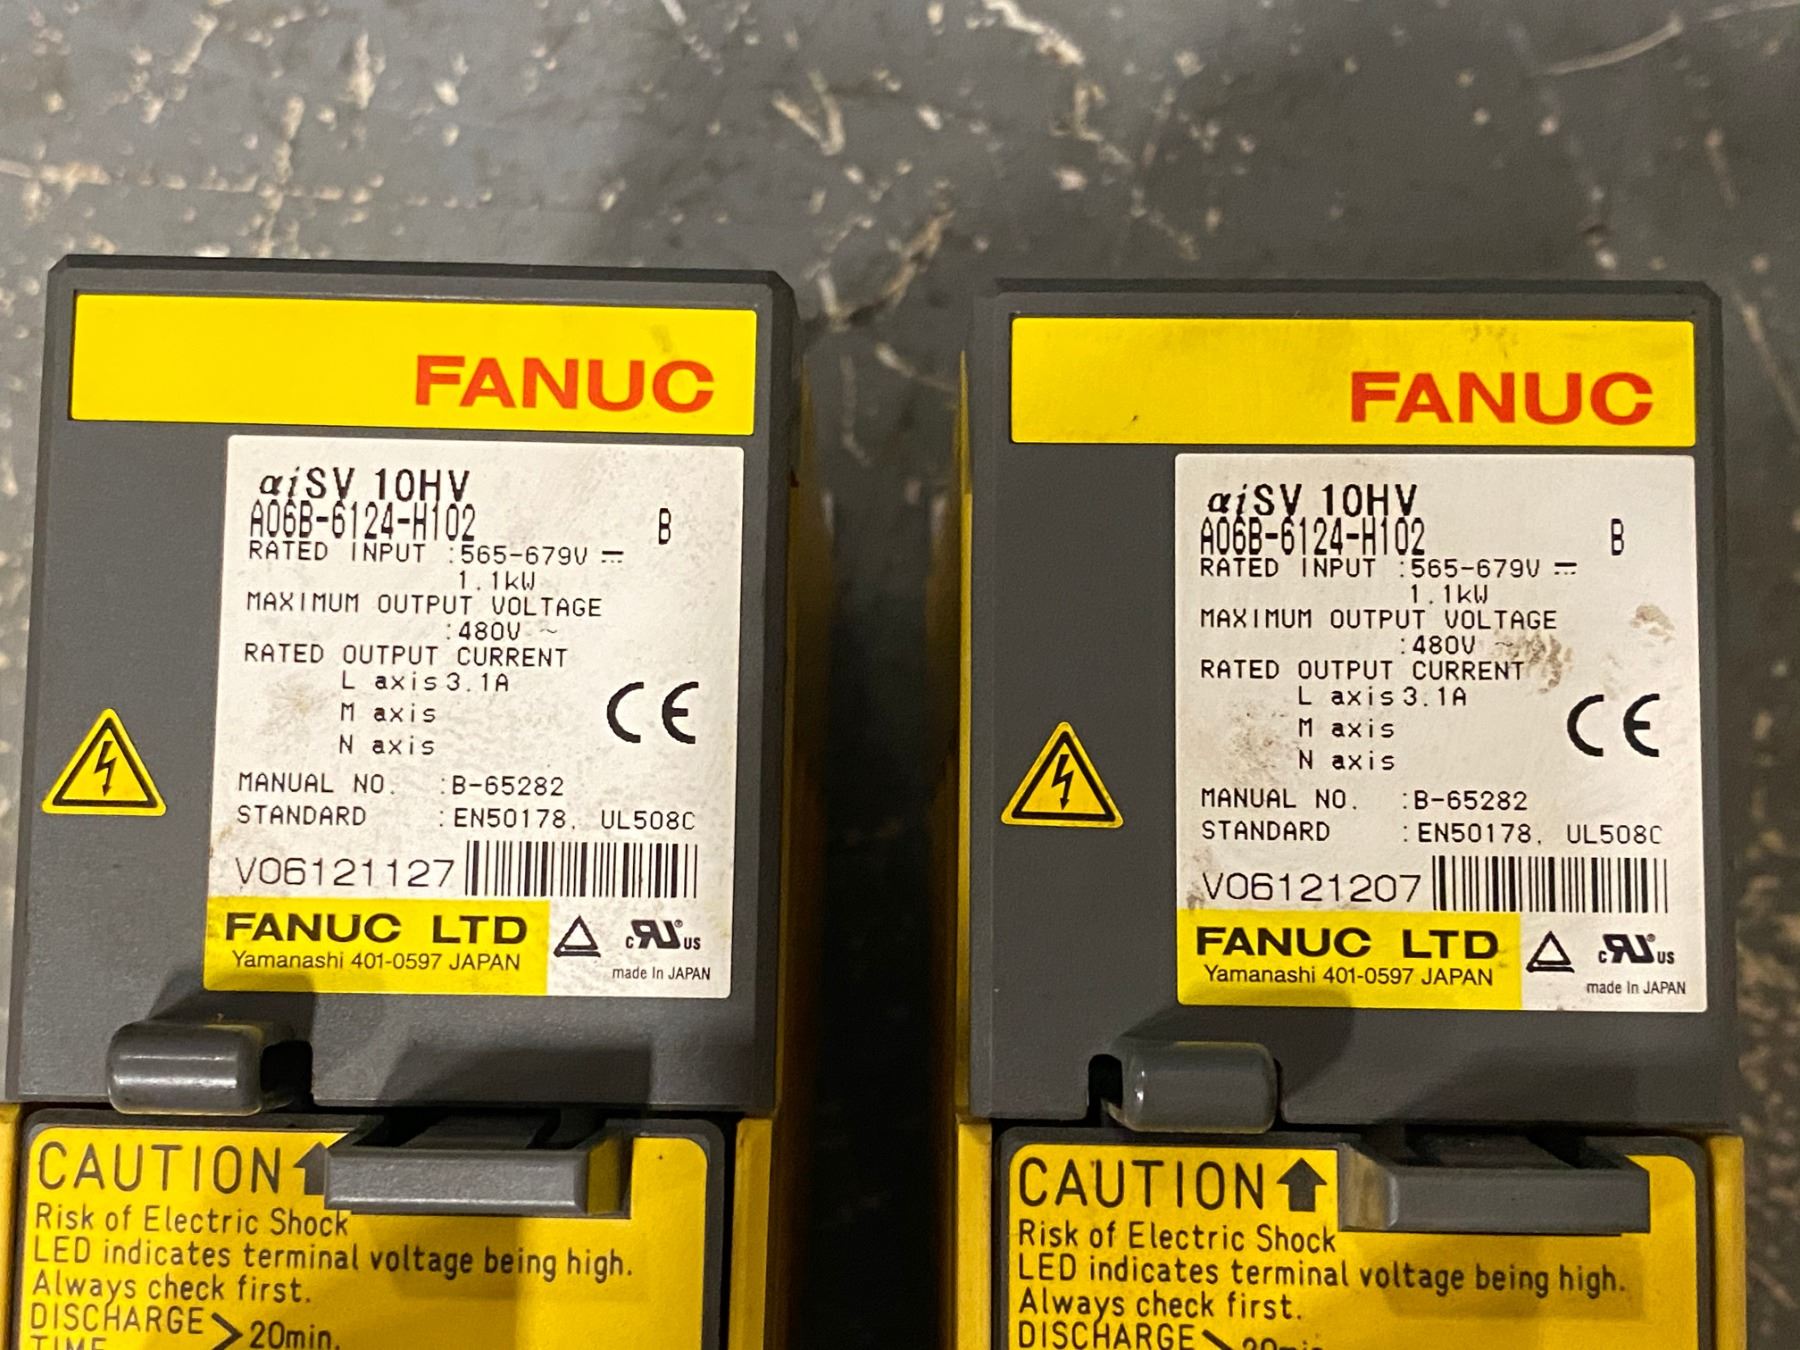 FANUC
αiSV 10HV
A06B-6124-H102 B
RATED INPUT :565-679V ⎓
1.1kW
MAXIMUM OUTPUT VOLTAGE
:480V ~
RATED OUTPUT CURRENT
L axis 3.1A
M axis
N axis
CE
MANUAL NO. :B-65282
STANDARD :EN50178, UL508C
V06121127
FANUC LTD
Yamanashi 401-0597 JAPAN
c RU ® US
made In JAPAN
CAUTION
Risk of Electric Shock
LED indicates terminal voltage being high.
Always check first.
DISCHARGE
TIME > 20min.
FANUC
αiSV 10HV
A06B-6124-H102 B
RATED INPUT :565-679V ⎓
1.1kW
MAXIMUM OUTPUT VOLTAGE
:480V ~
RATED OUTPUT CURRENT
L axis 3.1A
M axis
N axis
CE
MANUAL NO. :B-65282
STANDARD :EN50178, UL508C
V06121207
FANUC LTD
Yamanashi 401-0597 JAPAN
c RU ® US
made In JAPAN
CAUTION
Risk of Electric Shock
LED indicates terminal voltage being high.
Always check first.
DISCHARGE